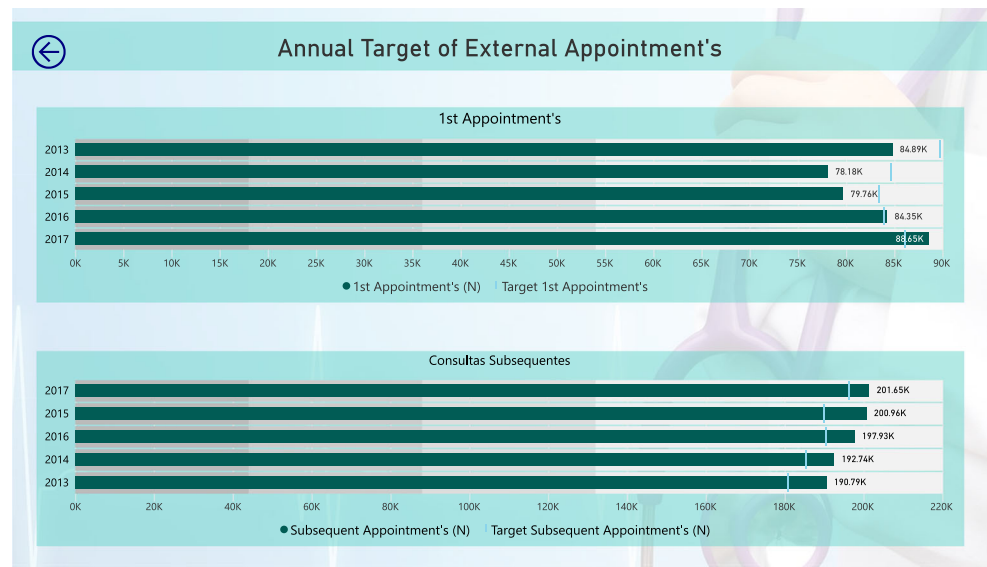 Annual Target of External Appointment's
1st Appointment's
2013 84.89K
2014 78.18K
2015 79.76K
2016 84.35K
2017 88.65K
0K 5K 10K 15K 20K 25K 30K 35K 40K 45K 50K 55K 60K 65K 70K 75K 80K 85K 90K
1st Appointment's (N) Target 1st Appointment's
Consultas Subsequentes
2017 201.65K
2015 200.96K
2016 197.93K
2014 192.74K
2013 190.79K
0K 20K 40K 60K 80K 100K 120K 140K 160K 180K 200K 220K
Subsequent Appointment's (N) Target Subsequent Appointment's (N)